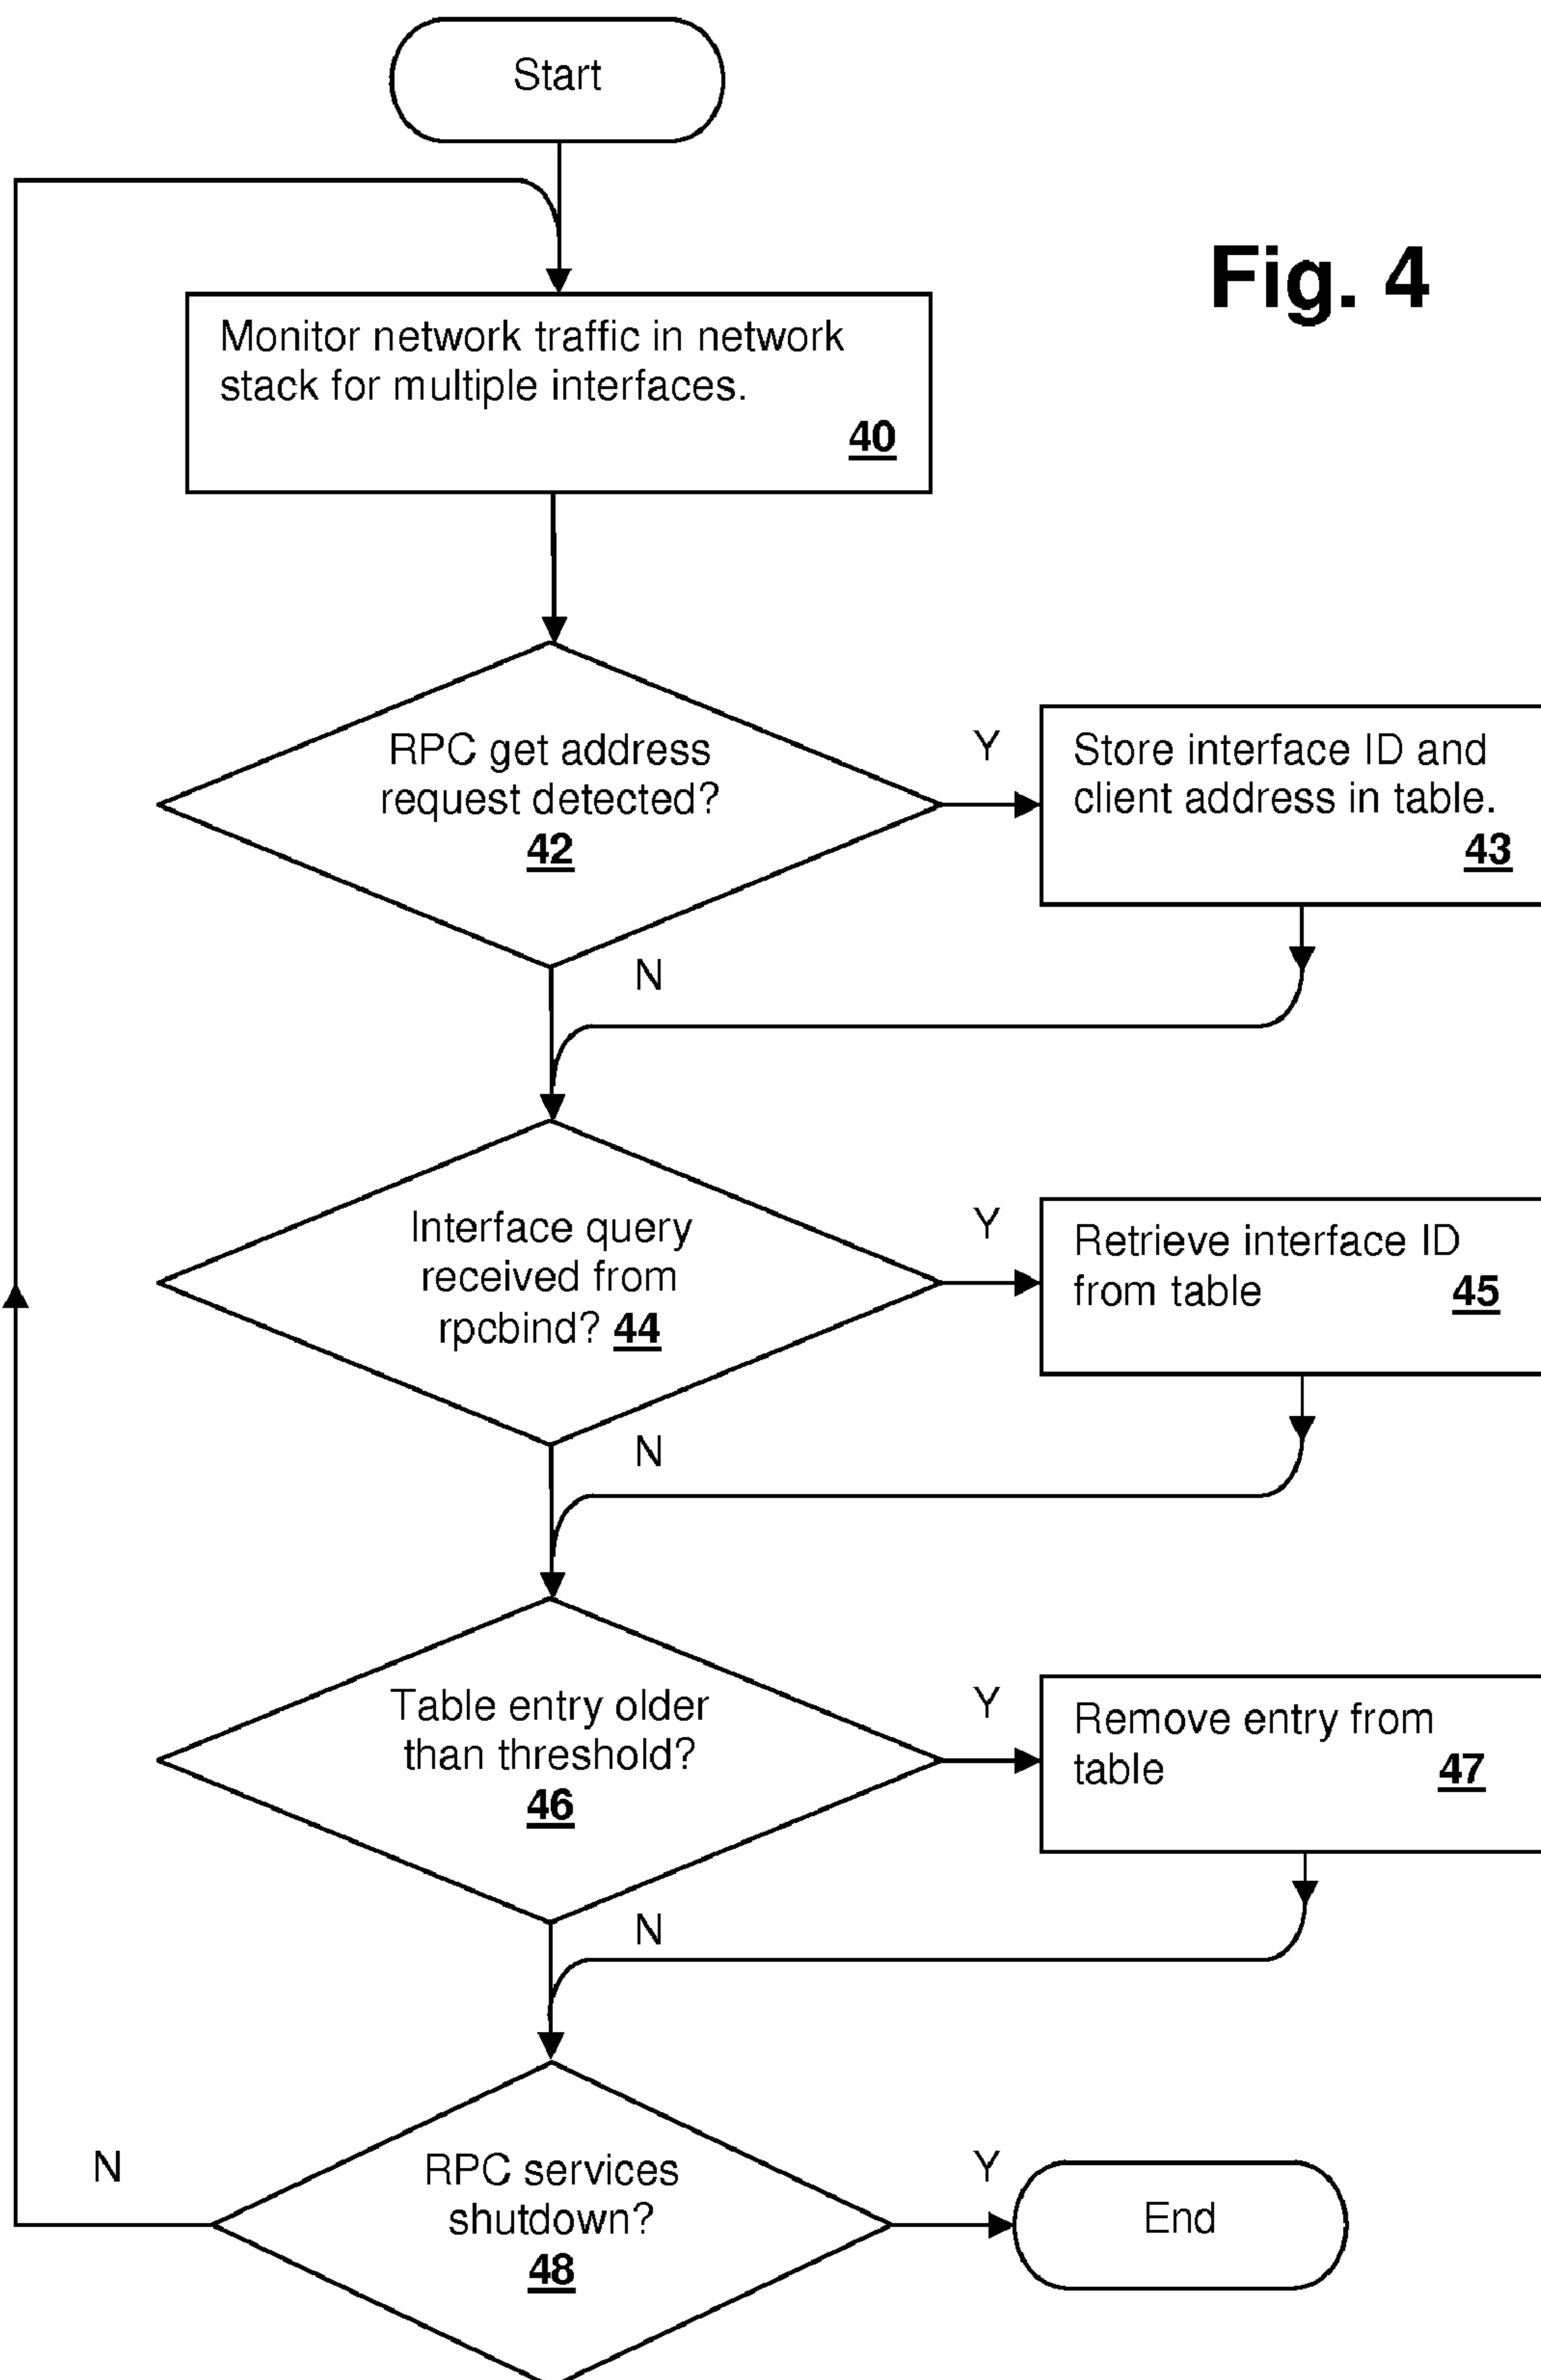 Start
Fig. 4
Monitor network traffic in network
stack for multiple interfaces.
40
RPC get address
request detected?
42
Y
Store interface ID and
client address in table.
43
N
Interface query
received from
rpcbind? 44
Y
Retrieve interface ID
from table 45
N
Table entry older
than threshold?
46
Y
Remove entry from
table 47
N
RPC services
shutdown?
48
N
Y
End